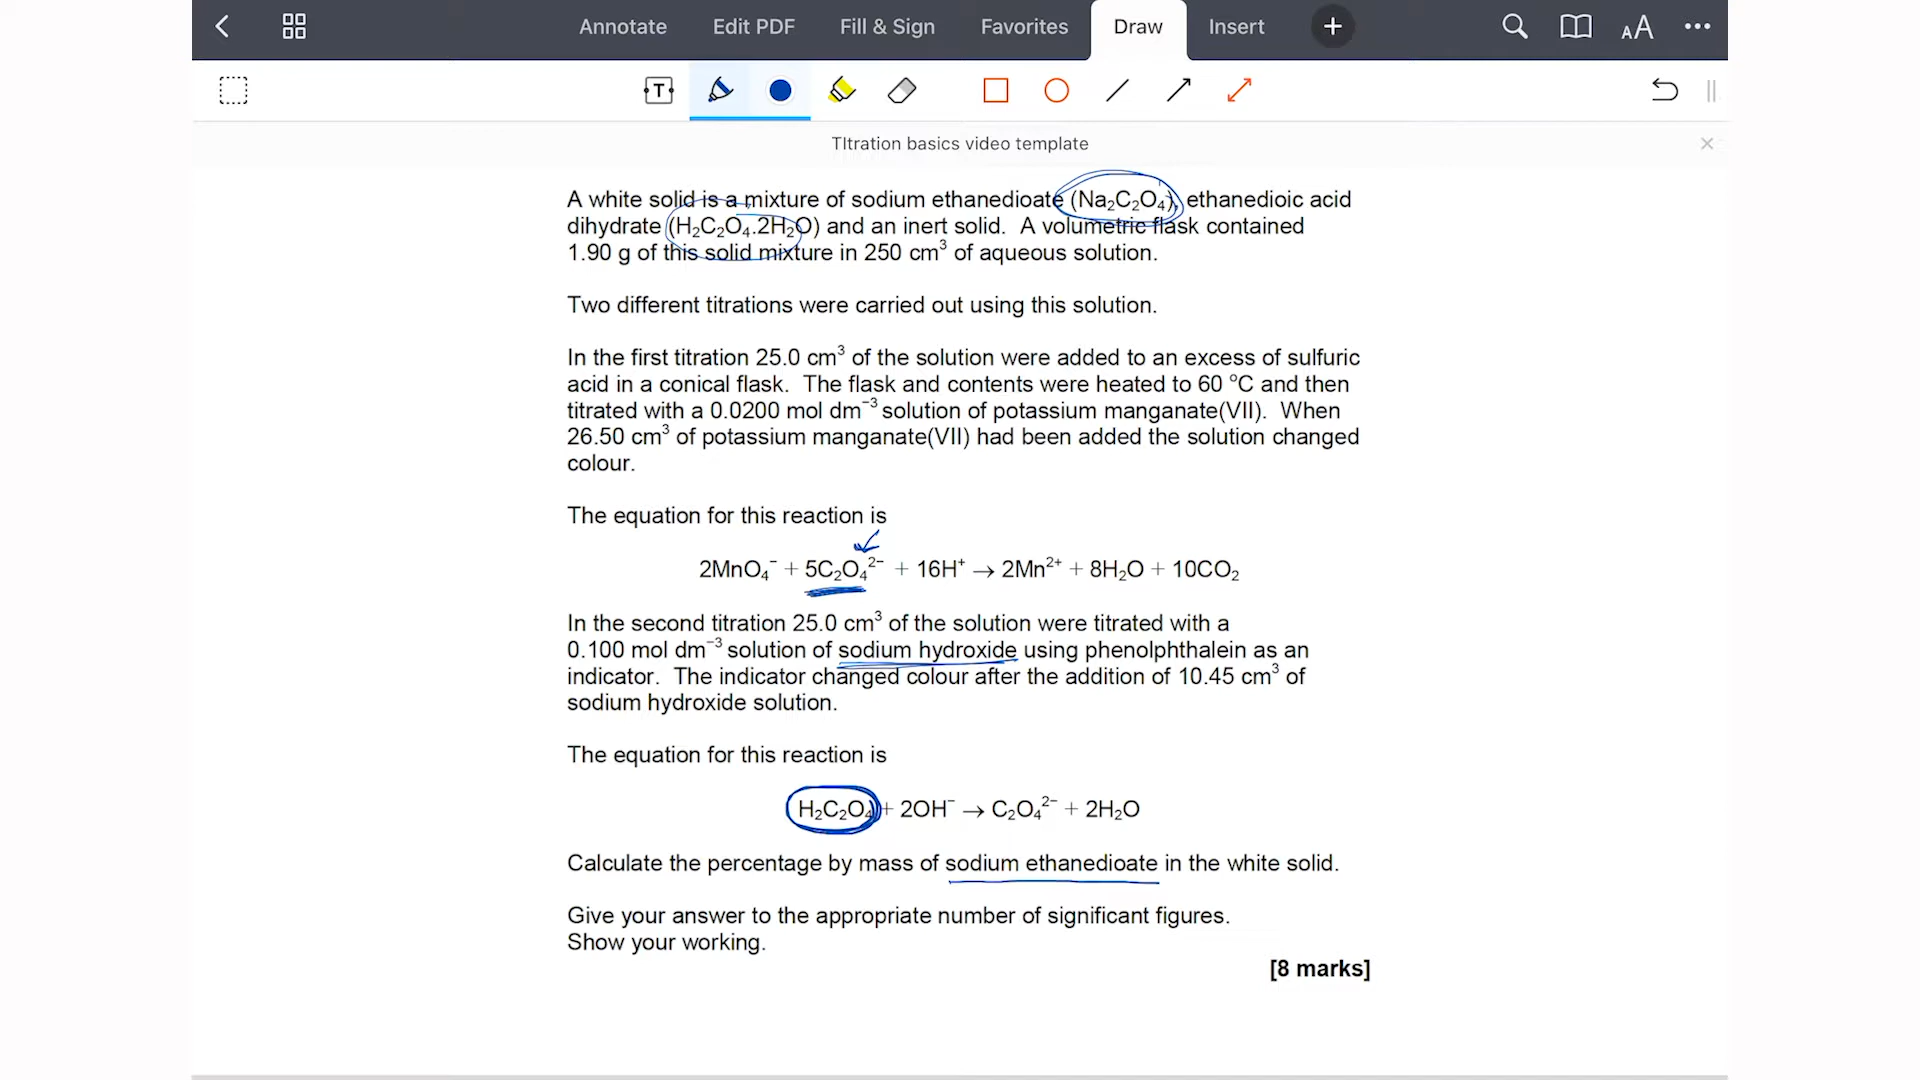 Annotate Edit PDF Fill & Sign Favorites Draw Insert
AA
T
TItration basics video template
A white solid is a mixture of sodium ethanedioate (Na₂C₂O₄), ethanedioic acid
dihydrate (H₂C₂O₄.2H₂O) and an inert solid. A volumetric flask contained
1.90 g of this solid mixture in 250 cm³ of aqueous solution.
Two different titrations were carried out using this solution.
In the first titration 25.0 cm³ of the solution were added to an excess of sulfuric
acid in a conical flask. The flask and contents were heated to 60 °C and then
titrated with a 0.0200 mol dm⁻³ solution of potassium manganate(VII). When
26.50 cm³ of potassium manganate(VII) had been added the solution changed
colour.
The equation for this reaction is
2MnO₄⁻ + 5C₂O₄²⁻ + 16H⁺ → 2Mn²⁺ + 8H₂O + 10CO₂
In the second titration 25.0 cm³ of the solution were titrated with a
0.100 mol dm⁻³ solution of sodium hydroxide using phenolphthalein as an
indicator. The indicator changed colour after the addition of 10.45 cm³ of
sodium hydroxide solution.
The equation for this reaction is
H₂C₂O₄ + 2OH⁻ → C₂O₄²⁻ + 2H₂O
Calculate the percentage by mass of sodium ethanedioate in the white solid.
Give your answer to the appropriate number of significant figures.
Show your working.
[8 marks]